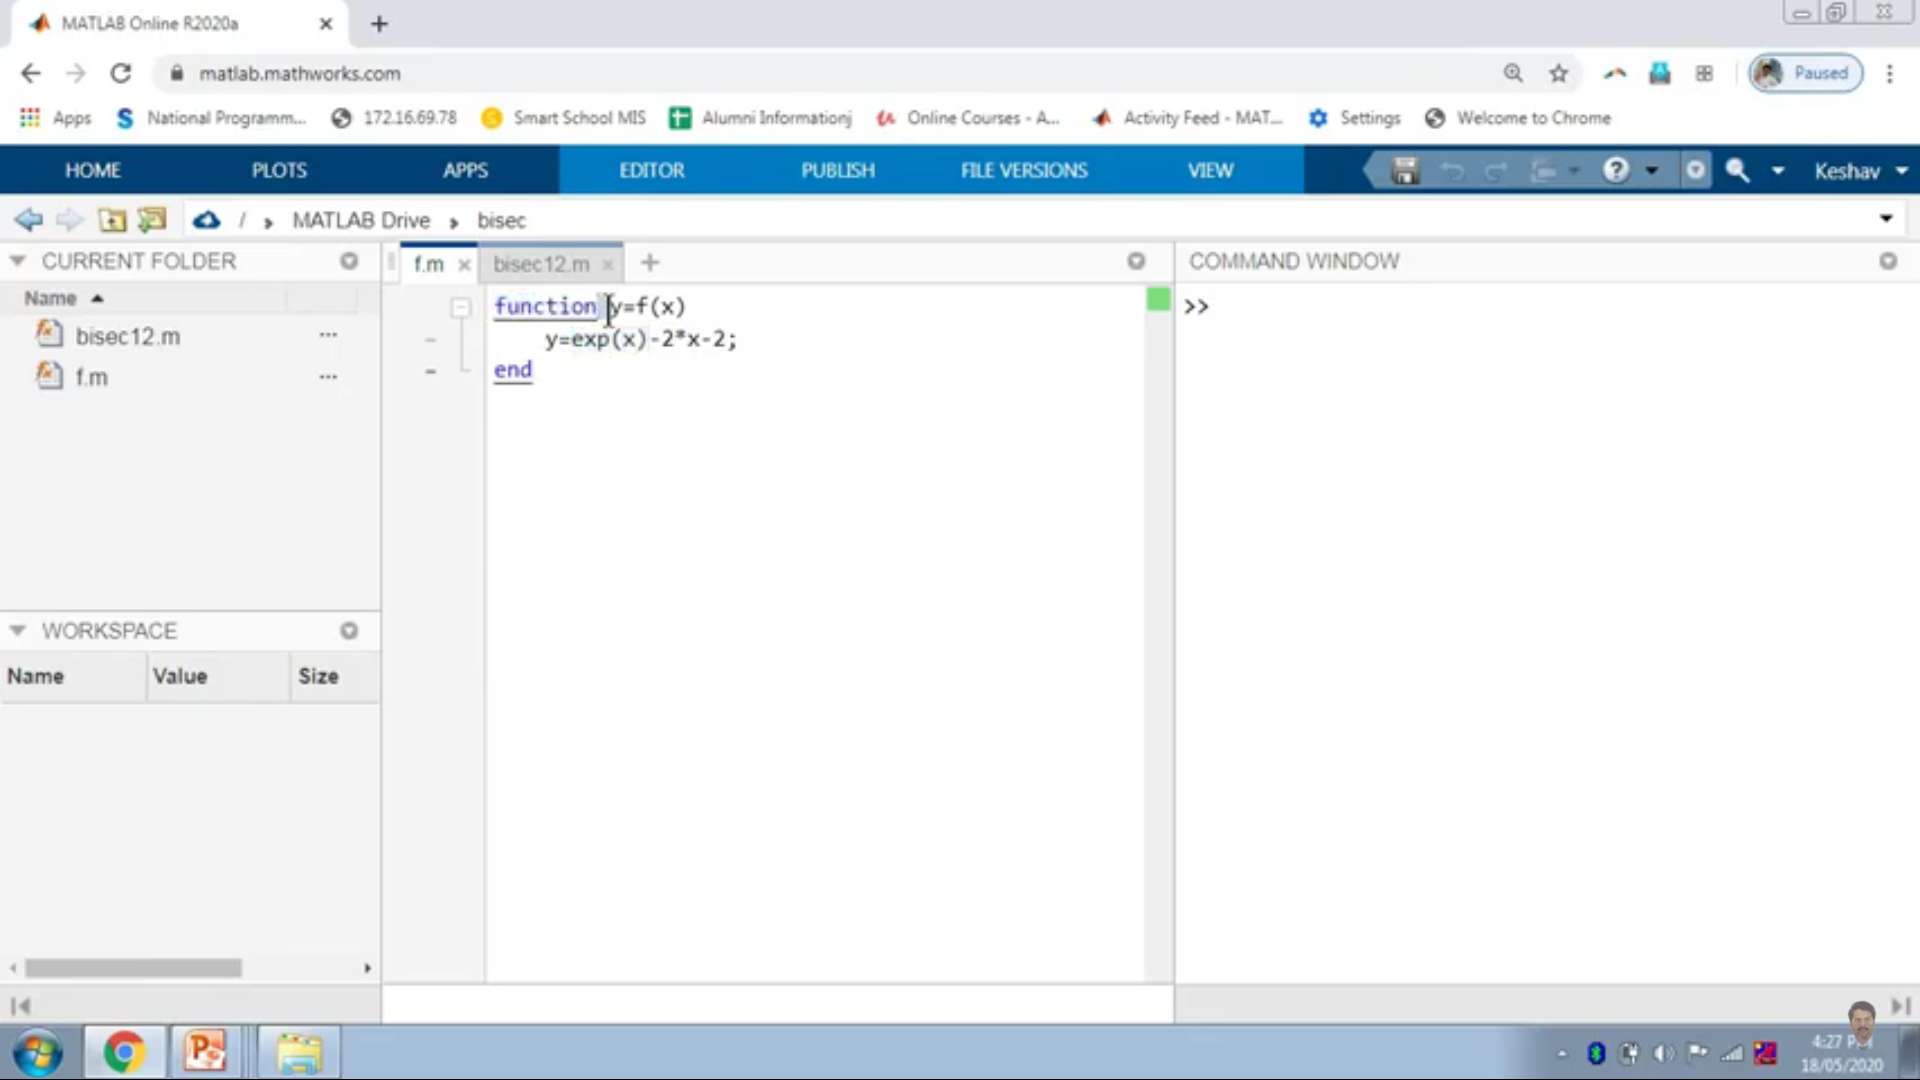 MATLAB Online R2020a
matlab.mathworks.com
Paused
Apps National Programm... 172.16.69.78 Smart School MIS Alumni Informationj Online Courses - A... Activity Feed - MAT... Settings Welcome to Chrome
HOME PLOTS APPS EDITOR PUBLISH FILE VERSIONS VIEW Keshav
/ MATLAB Drive bisec
CURRENT FOLDER
Name
bisec12.m
f.m
WORKSPACE
Name Value Size
f.m bisec12.m
function y=f(x)
y=exp(x)-2*x-2;
end
COMMAND WINDOW
>>
4:27 PM
18/05/2020